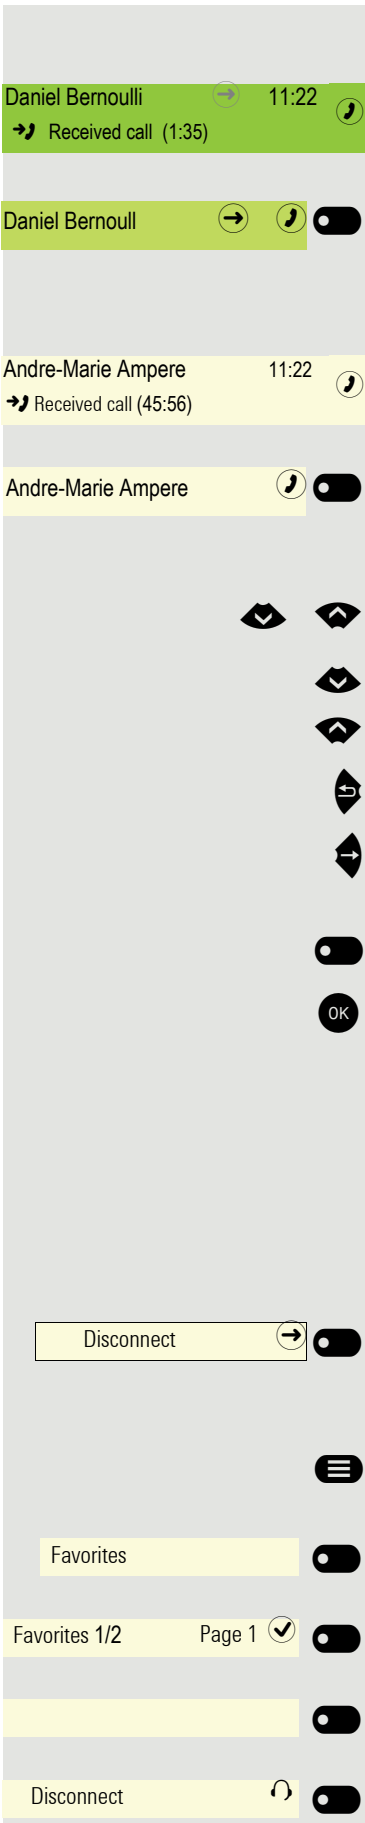 Daniel Bernoulli 11:22
Received call (1:35)
Daniel Bernoull
Andre-Marie Ampere 11:22
Received call (45:56)
Andre-Marie Ampere
OK
Disconnect
Favorites
Favorites 1/2 Page 1
Disconnect